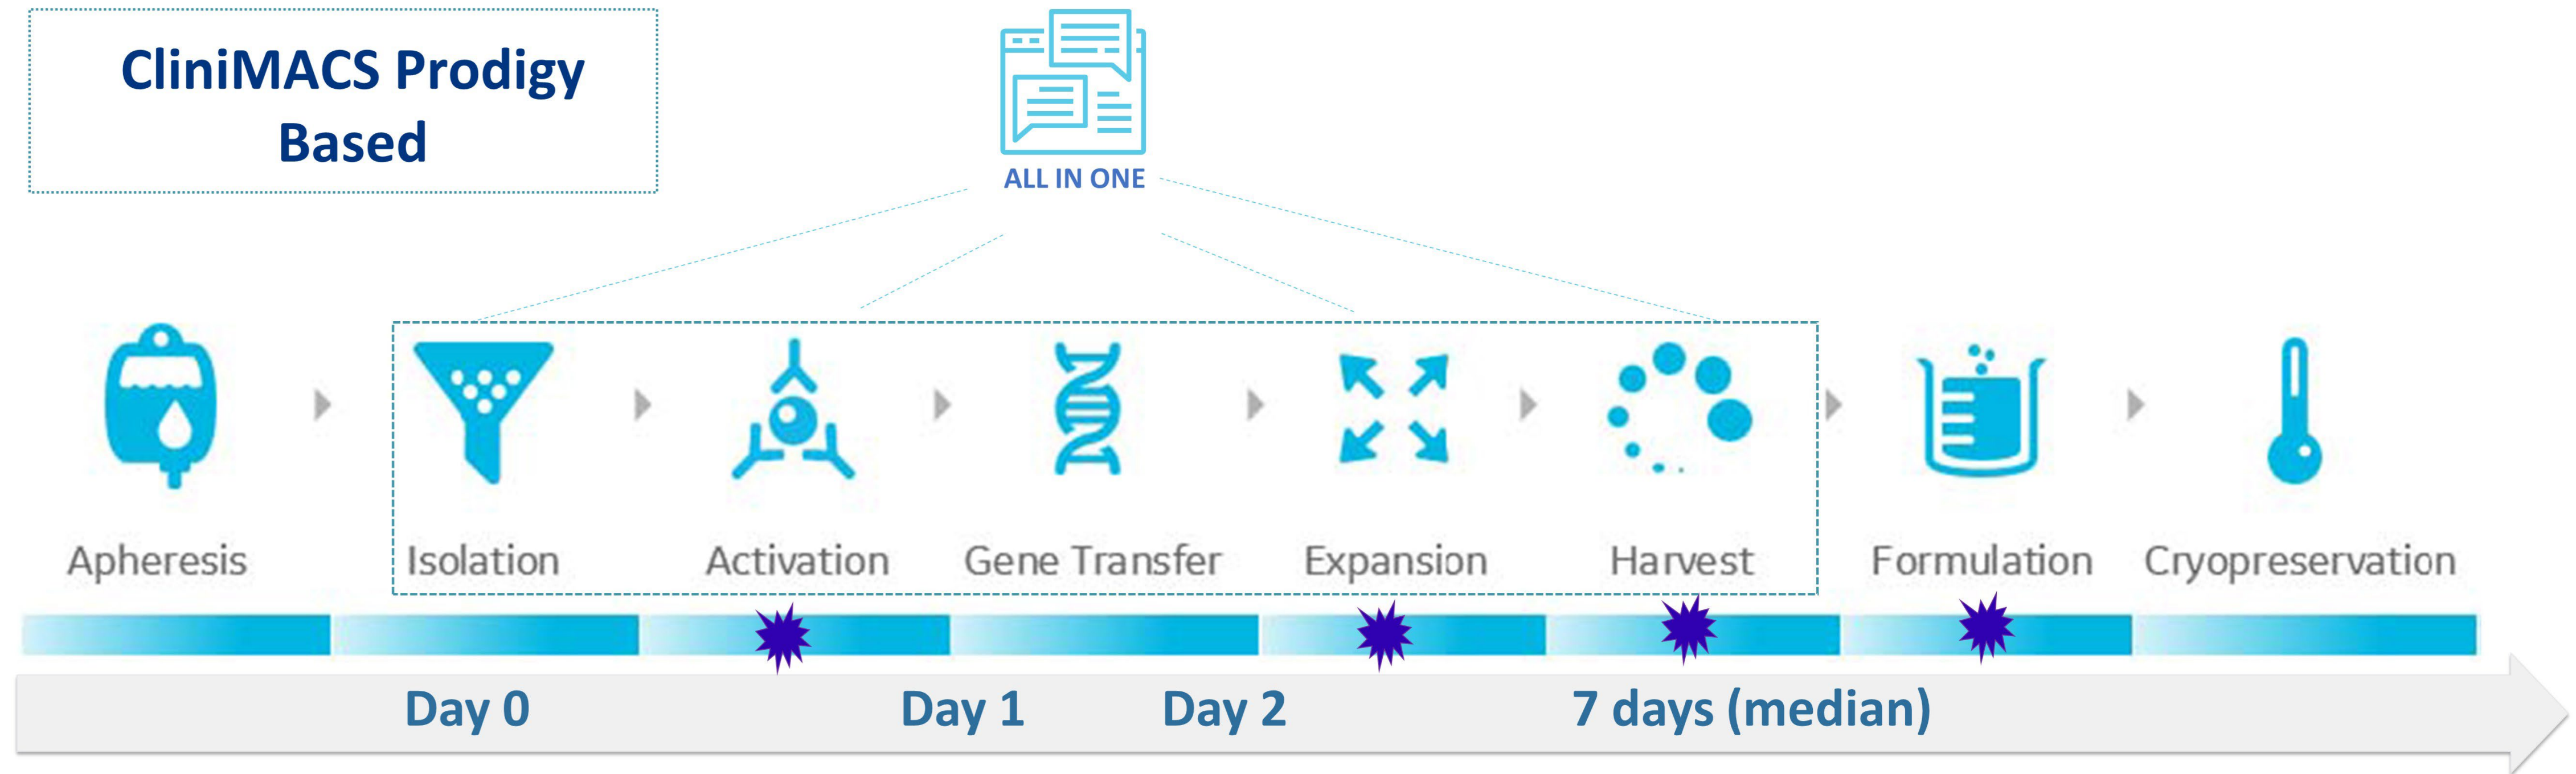 CliniMACS Prodigy
Based
ALL IN ONE
Apheresis
Isolation
Activation
Gene Transfer
Expansion
Harvest
Formulation
Cryopreservation
Day 0
Day 1
Day 2
7 days (median)